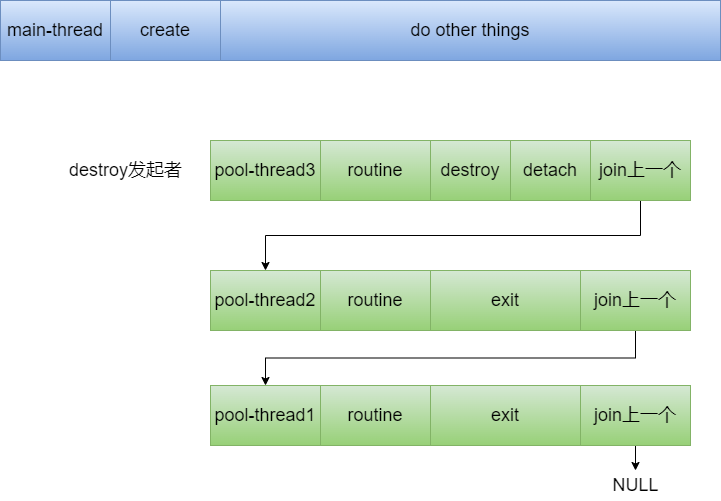 main-thread create do other things
destroy发起者 pool-thread3 routine destroy detach join上一个
pool-thread2 routine exit join上一个
pool-thread1 routine exit join上一个
NULL